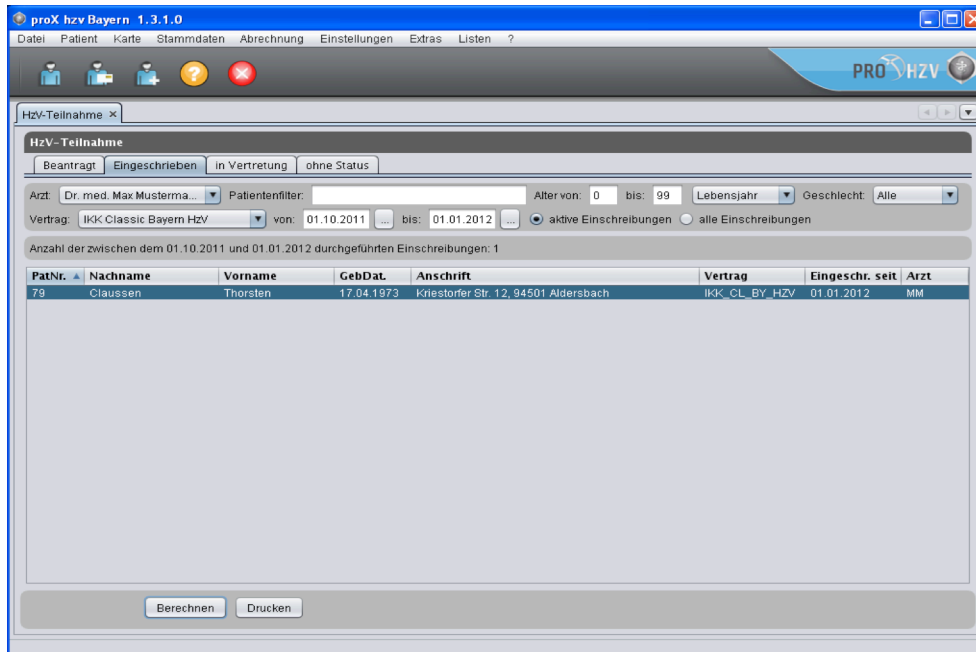 proX hzv Bayern 1.3.1.0
Datei Patient Karte Stammdaten Abrechnung Einstellungen Extras Listen ?
PRO HZV
HzV-Teilnahme
HzV-Teilnahme
Beantragt Eingeschrieben in Vertretung ohne Status
Arzt: Dr. med. Max Musterma... Patientenfilter: Alter von: 0 bis: 99 Lebensjahr Geschlecht: Alle
Vertrag: IKK Classic Bayern HzV von: 01.10.2011 ... bis: 01.01.2012 ... aktive Einschreibungen alle Einschreibungen
Anzahl der zwischen dem 01.10.2011 und 01.01.2012 durchgeführten Einschreibungen: 1
PatNr. Nachname Vorname GebDat. Anschrift Vertrag Eingeschr. seit Arzt
79 Claussen Thorsten 17.04.1973 Kriestorfer Str. 12, 94501 Aldersbach IKK_CL_BY_HZV 01.01.2012 MM
Berechnen Drucken